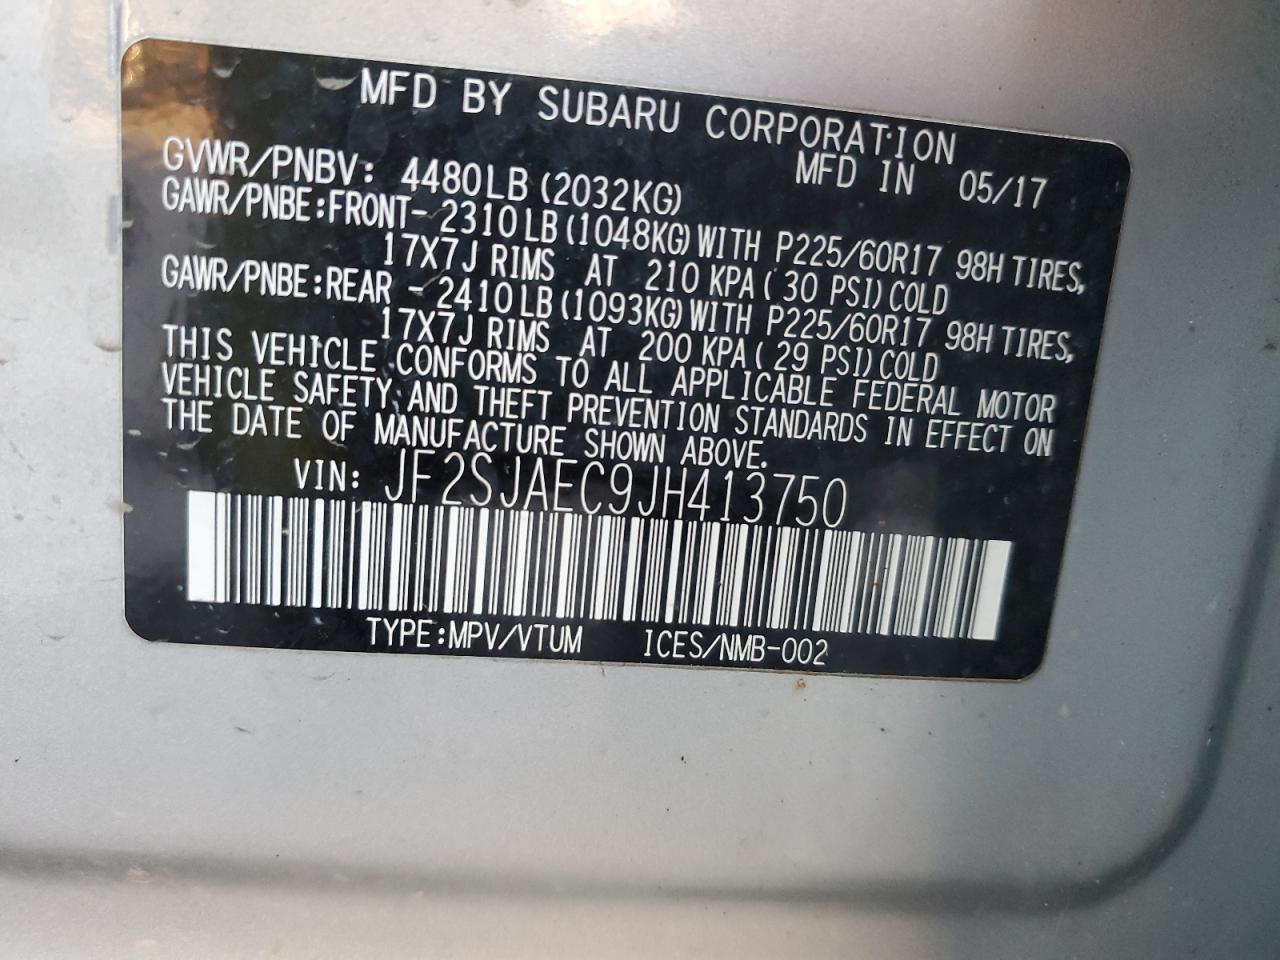 MFD BY SUBARU CORPORATION
MFD IN 05/17
GVWR/PNBV: 4480LB (2032KG)
GAWR/PNBE:FRONT- 2310LB (1048KG) WITH P225/60R17 98H TIRES,
17X7J RIMS AT 210 KPA ( 30 PSI) COLD
GAWR/PNBE:REAR - 2410LB (1093KG) WITH P225/60R17 98H TIRES,
17X7J RIMS AT 200 KPA ( 29 PSI) COLD
THIS VEHICLE CONFORMS TO ALL APPLICABLE FEDERAL MOTOR
VEHICLE SAFETY AND THEFT PREVENTION STANDARDS IN EFFECT ON
THE DATE OF MANUFACTURE SHOWN ABOVE.
VIN: JF2SJAEC9JH413750
TYPE:MPV/VTUM ICES/NMB-002